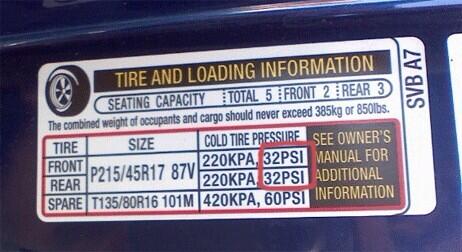 TIRE AND LOADING INFORMATION
SEATING CAPACITY TOTAL 5 FRONT 2 REAR 3
The combined weight of occupants and cargo should never exceed 385kg or 850lbs.
TIRE SIZE COLD TIRE PRESSURE
FRONT P215/45R17 87V 220KPA, 32PSI
REAR 220KPA, 32PSI
SPARE T135/80R16 101M 420KPA, 60PSI
SEE OWNER'S
MANUAL FOR
ADDITIONAL
INFORMATION
SVB A7